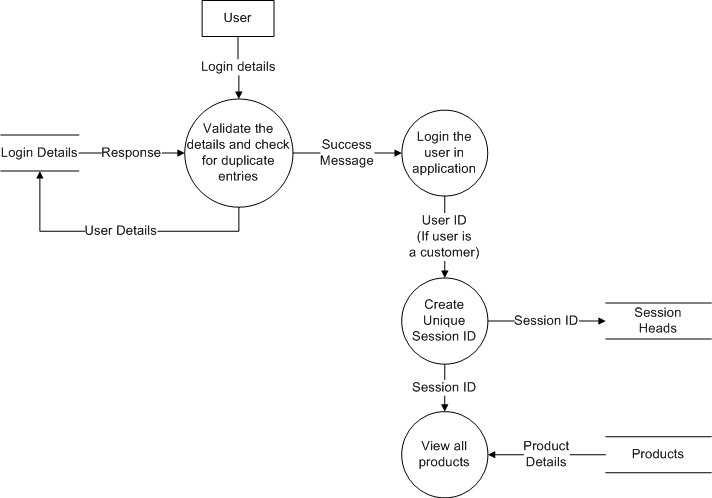 User
Login details
Validate the
details and check
for duplicate
entries
Login Details
Response
Success
Message
Login the
user in
application
User Details
User ID
(If user is
a customer)
Create
Unique
Session ID
Session ID
Session
Heads
Session ID
View all
products
Product
Details
Products